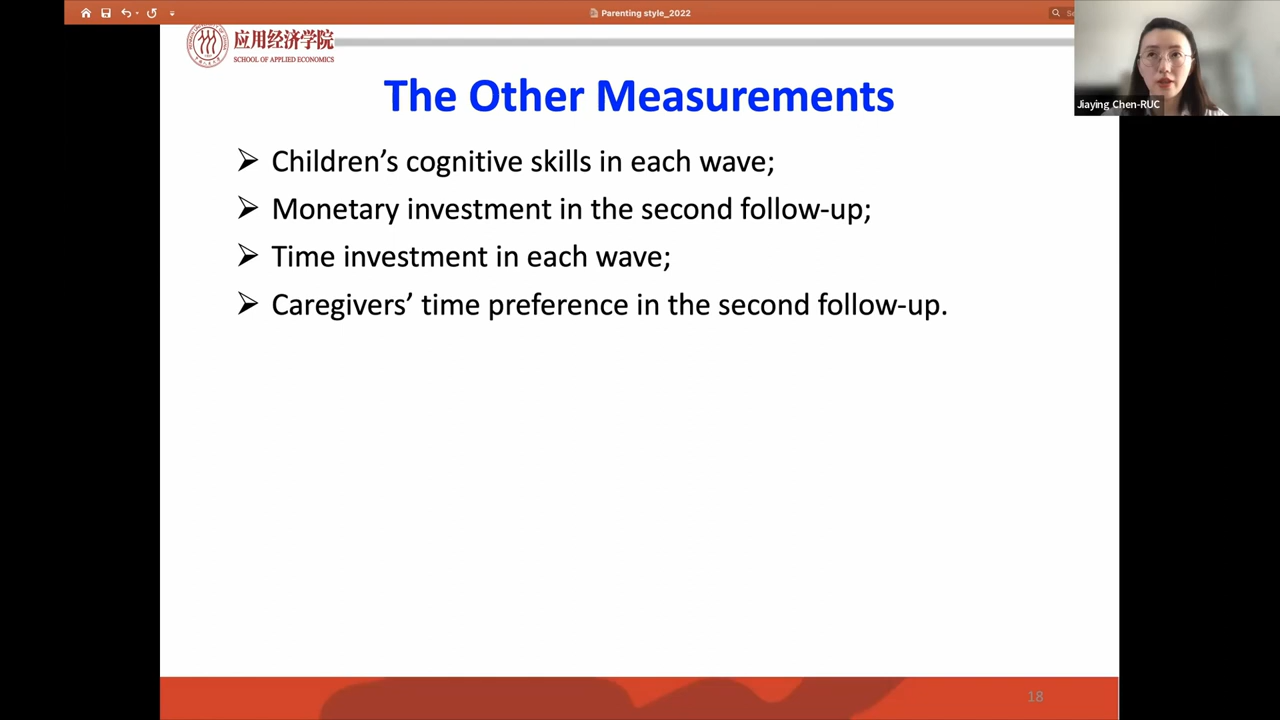 Parenting style_2022
应用经济学院
SCHOOL OF APPLIED ECONOMICS
The Other Measurements
Children's cognitive skills in each wave;
Monetary investment in the second follow-up;
Time investment in each wave;
Caregivers' time preference in the second follow-up.
Jiaying Chen-RUC
18